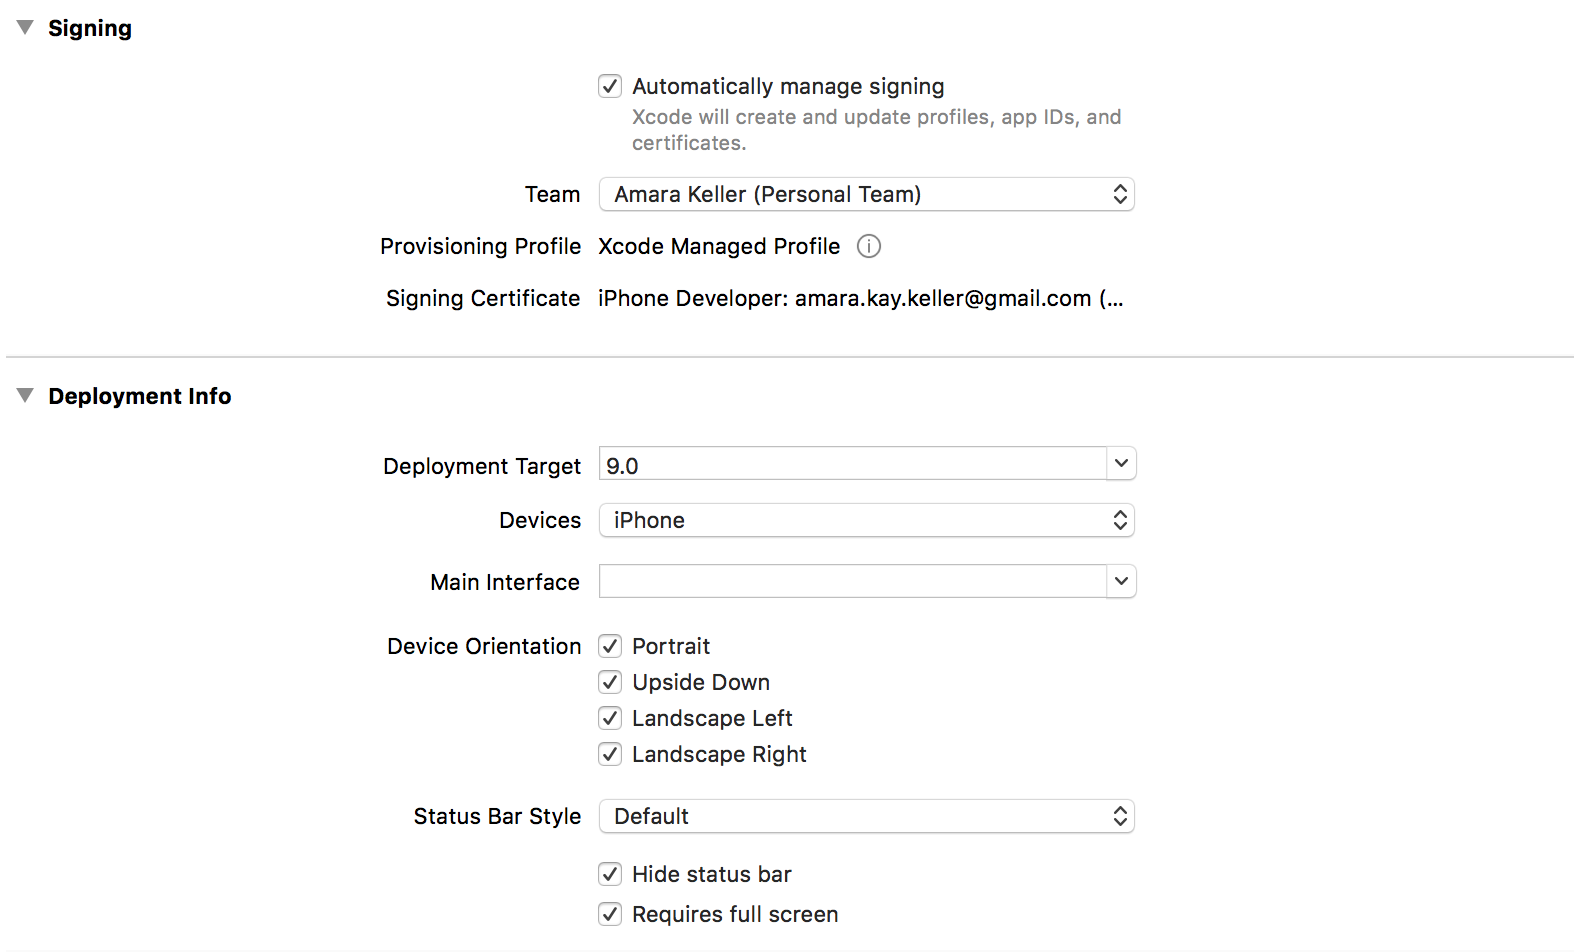 Signing
Automatically manage signing
Xcode will create and update profiles, app IDs, and
certificates.
Team Amara Keller (Personal Team)
Provisioning Profile Xcode Managed Profile
Signing Certificate iPhone Developer: amara.kay.keller@gmail.com (...
Deployment Info
Deployment Target 9.0
Devices iPhone
Main Interface
Device Orientation Portrait
Upside Down
Landscape Left
Landscape Right
Status Bar Style Default
Hide status bar
Requires full screen